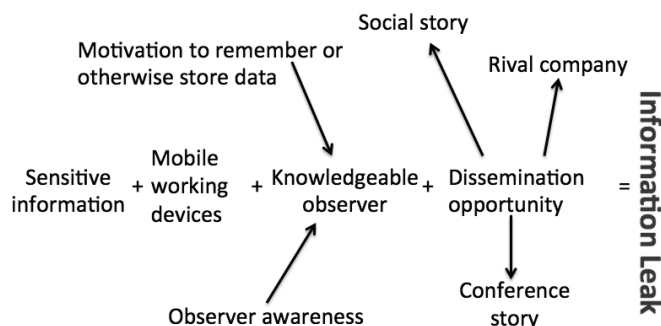 Social story
Motivation to remember or
otherwise store data
Rival company
Sensitive
information
+
Mobile
working
devices
+
Knowledgeable
observer
+
Dissemination
opportunity
=
Information Leak
Observer awareness
Conference
story